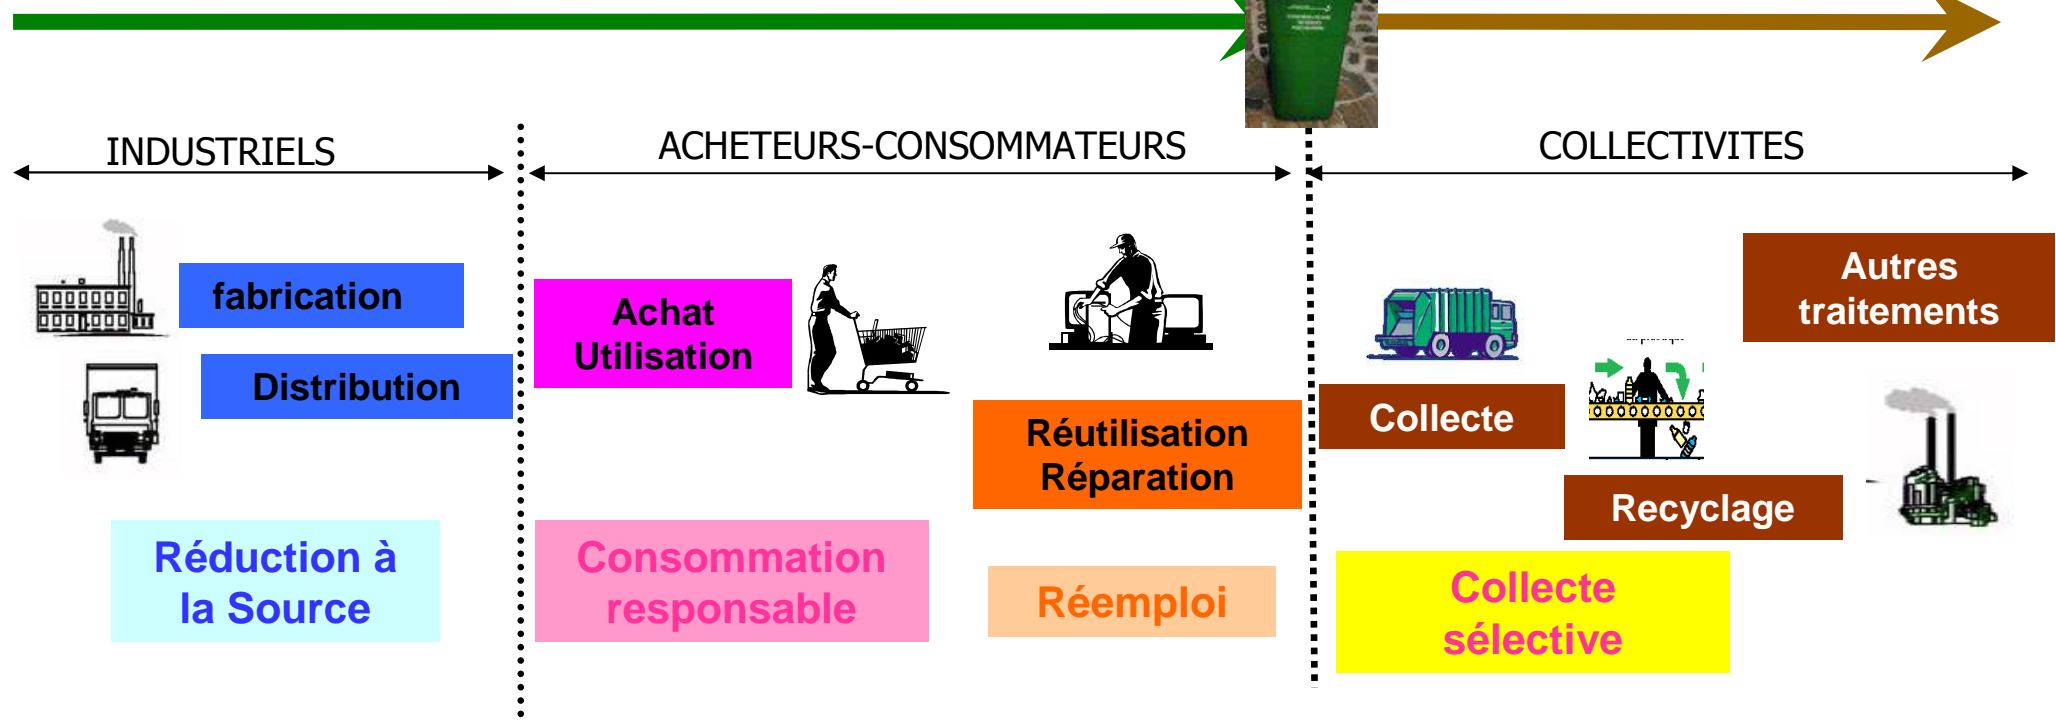 INDUSTRIELS
ACHETEURS-CONSOMMATEURS
COLLECTIVITES
fabrication
Distribution
Achat
Utilisation
Réutilisation
Réparation
Collecte
Recyclage
Autres
traitements
Réduction à
la Source
Consommation
responsable
Réemploi
Collecte
sélective